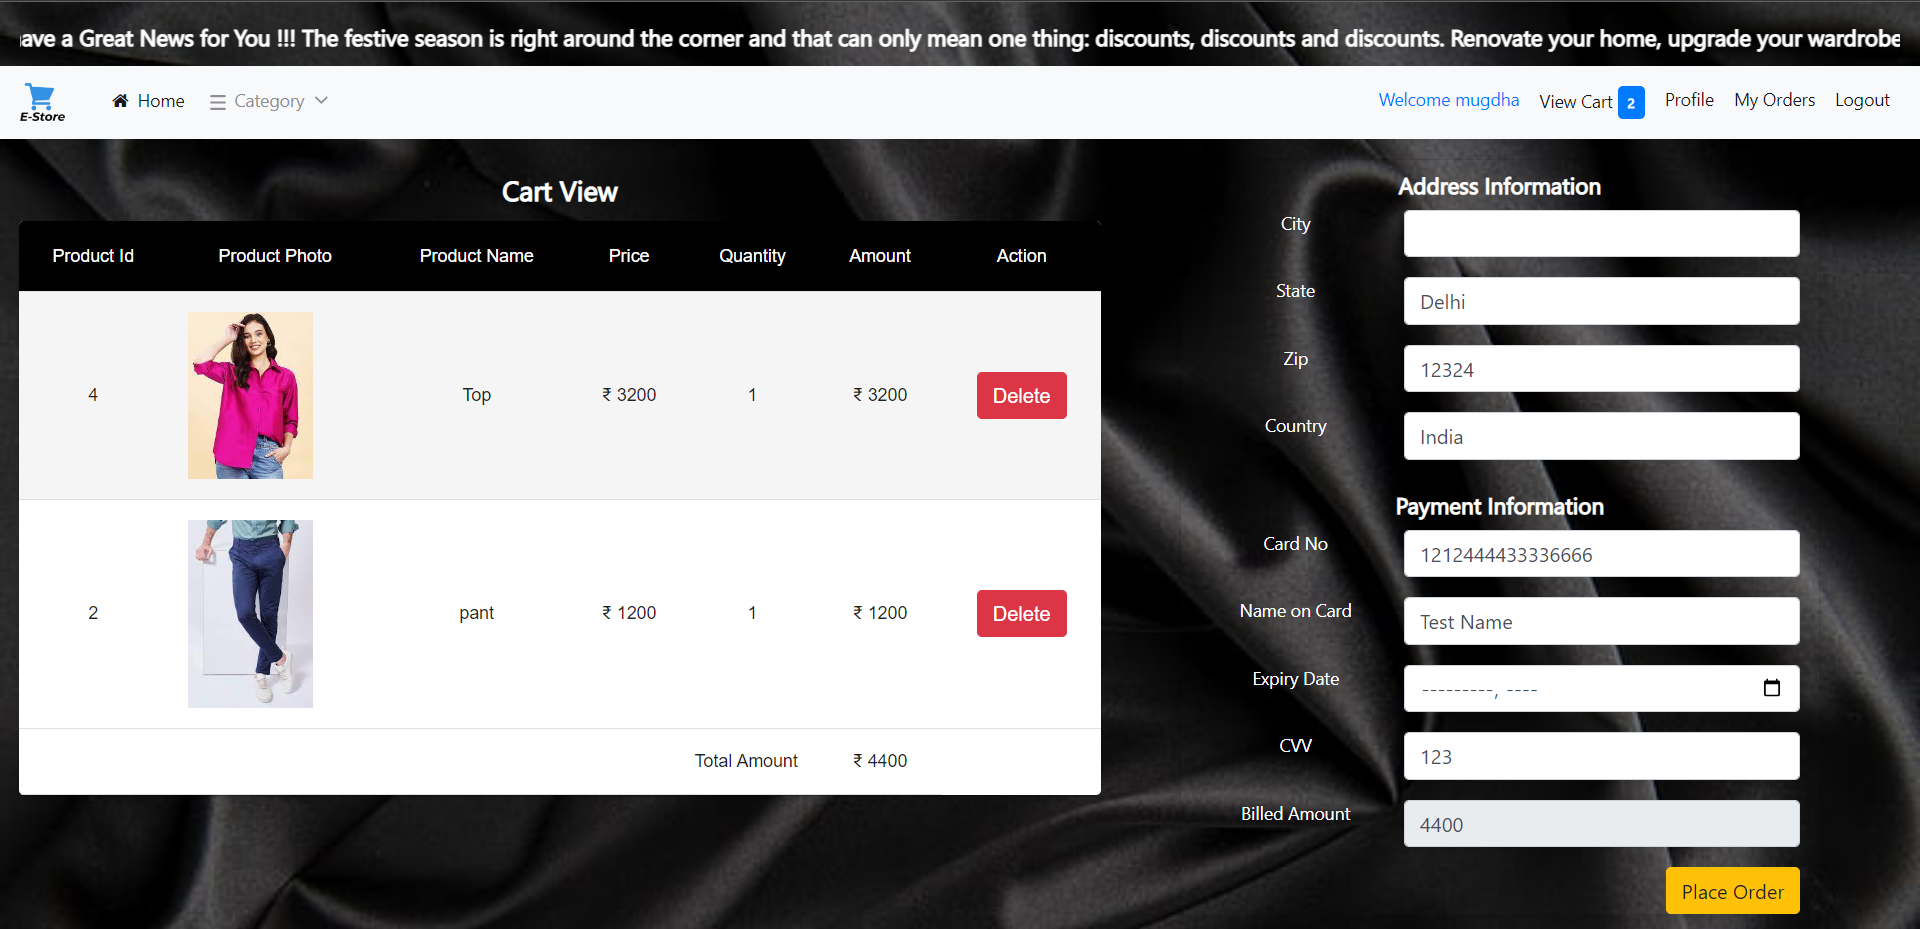 ave a Great News for You !!! The festive season is right around the corner and that can only mean one thing: discounts, discounts and discounts. Renovate your home, upgrade your wardrobe
E-Store
Home
Category
Welcome mugdha
View Cart 2
Profile
My Orders
Logout
Cart View
Product Id Product Photo Product Name Price Quantity Amount Action
4 Top ₹ 3200 1 ₹ 3200 Delete
2 pant ₹ 1200 1 ₹ 1200 Delete
Total Amount ₹ 4400
Address Information
City
State Delhi
Zip 12324
Country India
Payment Information
Card No 1212444433336666
Name on Card Test Name
Expiry Date ---------, ----
CVV 123
Billed Amount 4400
Place Order